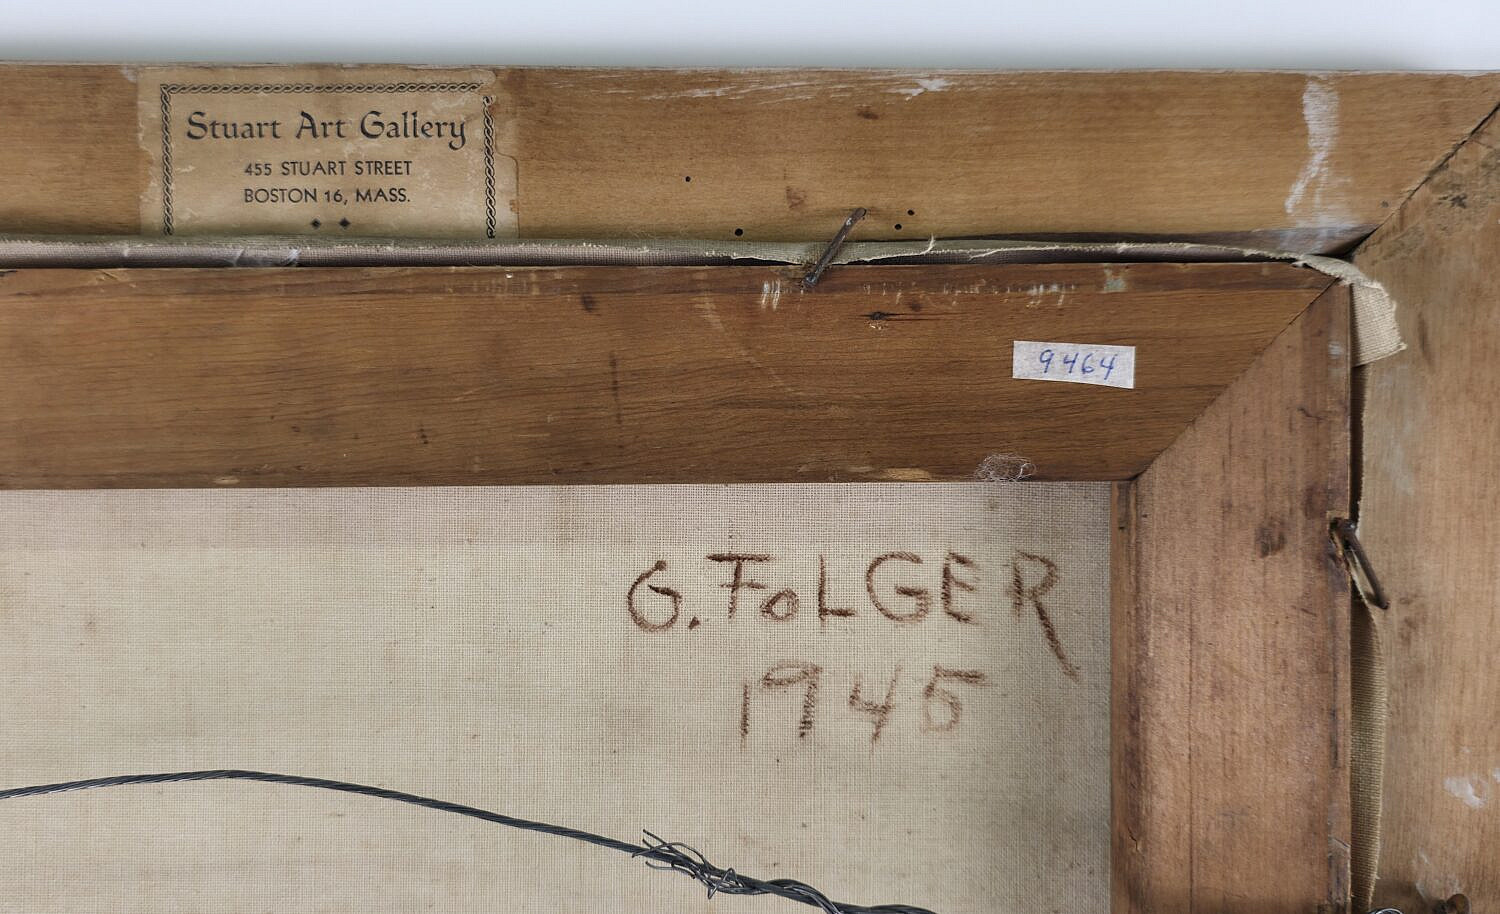 Stuart Art Gallery
455 STUART STREET
BOSTON 16, MASS.
9464
G. FoLGER
1945